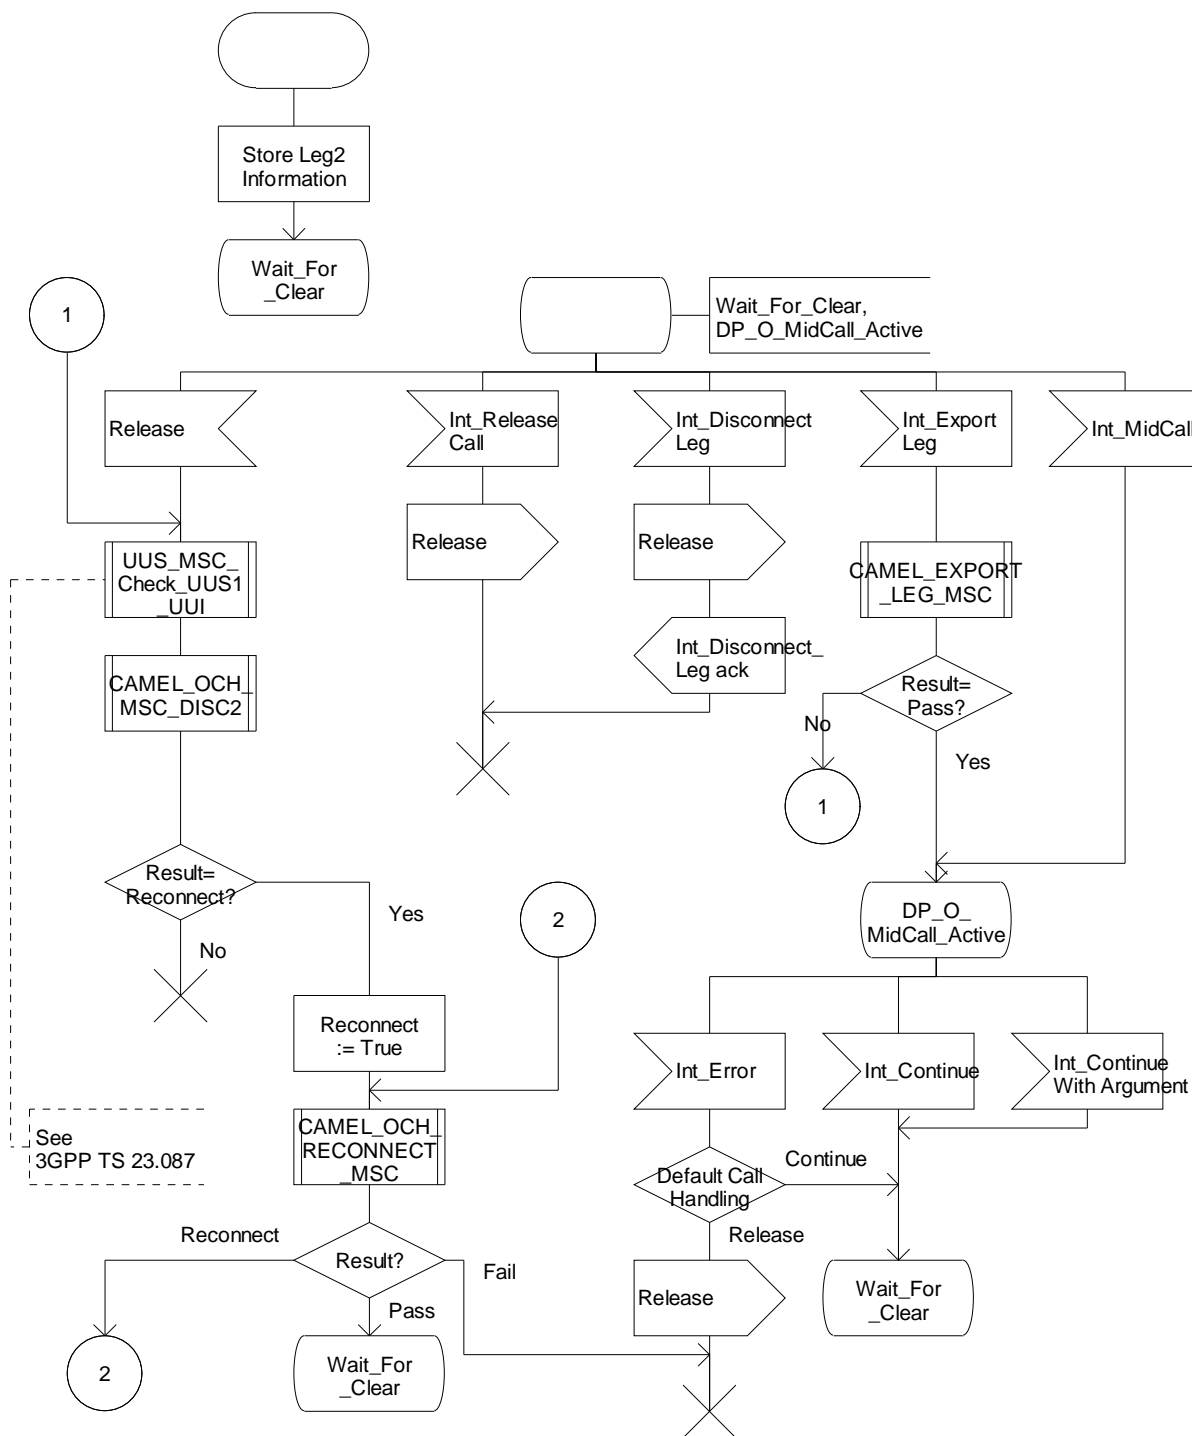 Store Leg2
Information
Wait_For
_Clear
1
Wait_For_Clear,
DP_O_MidCall_Active
Release
Int_Release
Call
Int_Disconnect
Leg
Int_Export
Leg
Int_MidCall
UUS_MSC_
Check_UUS1
_UUI
Release
Release
CAMEL_EXPORT
_LEG_MSC
CAMEL_OCH_
MSC_DISC2
Int_Disconnect_
Leg ack
Result=
Pass?
No
Yes
1
Result=
Reconnect?
Yes
No
2
DP_O_
MidCall_Active
Reconnect
:= True
Int_Error
Int_Continue
Int_Continue
With Argument
See
3GPP TS 23.087
CAMEL_OCH_
RECONNECT
_MSC
Default Call
Handling
Continue
Release
Reconnect
Result?
Fail
Pass
Release
Wait_For
_Clear
2
Wait_For
_Clear